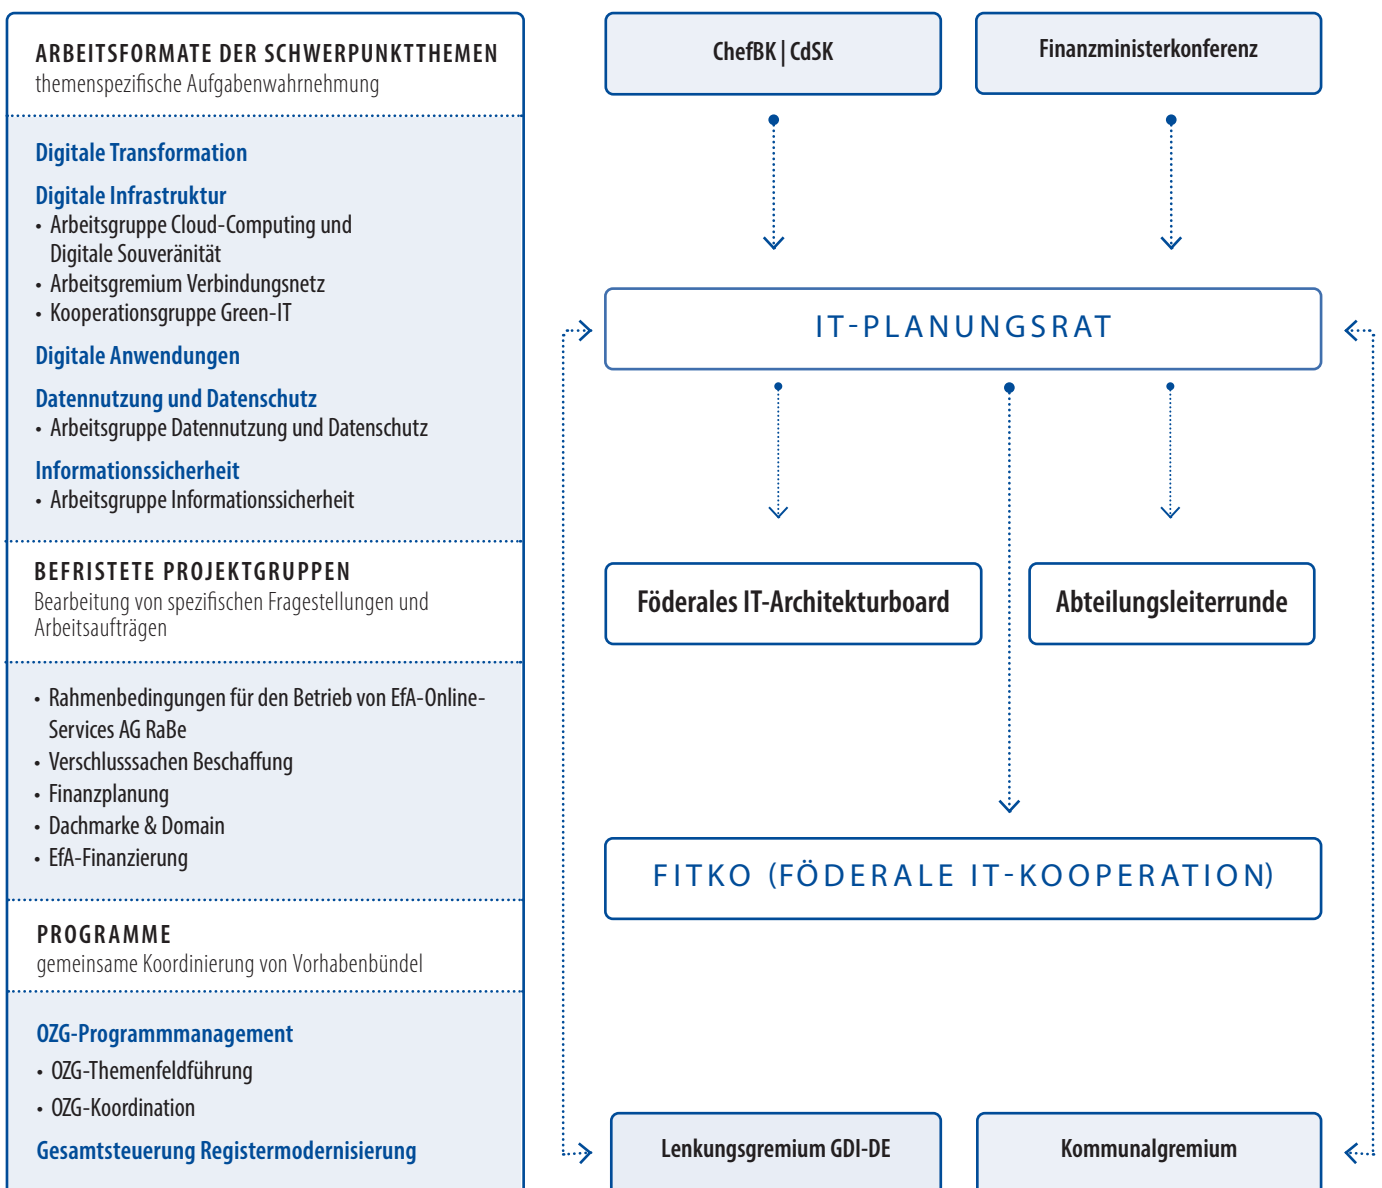 ARBEITSFORMATE DER SCHWERPUNKTTHEMEN
themenspezifische Aufgabenwahrnehmung
Digitale Transformation
Digitale Infrastruktur
• Arbeitsgruppe Cloud-Computing und
Digitale Souveränität
• Arbeitsgremium Verbindungsnetz
• Kooperationsgruppe Green-IT
Digitale Anwendungen
Datennutzung und Datenschutz
• Arbeitsgruppe Datennutzung und Datenschutz
Informationssicherheit
• Arbeitsgruppe Informationssicherheit
BEFRISTETE PROJEKTGRUPPEN
Bearbeitung von spezifischen Fragestellungen und
Arbeitsaufträgen
• Rahmenbedingungen für den Betrieb von EfA-Online-
Services AG RaBe
• Verschlusssachen Beschaffung
• Finanzplanung
• Dachmarke & Domain
• EfA-Finanzierung
PROGRAMME
gemeinsame Koordinierung von Vorhabenbündel
OZG-Programmmanagement
• OZG-Themenfeldführung
• OZG-Koordination
Gesamtsteuerung Registermodernisierung
ChefBK | CdSK
Finanzministerkonferenz
IT-PLANUNGSRAT
Föderales IT-Architekturboard
Abteilungsleiterrunde
FITKO (FÖDERALE IT-KOOPERATION)
Lenkungsgremium GDI-DE
Kommunalgremium